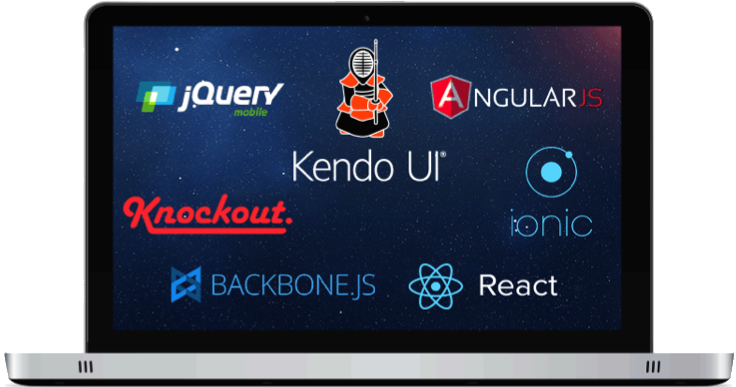 jQuery
mobile
Kendo UI®
ANGULARJS
Knockout.
ionic
BACKBONE.JS
React